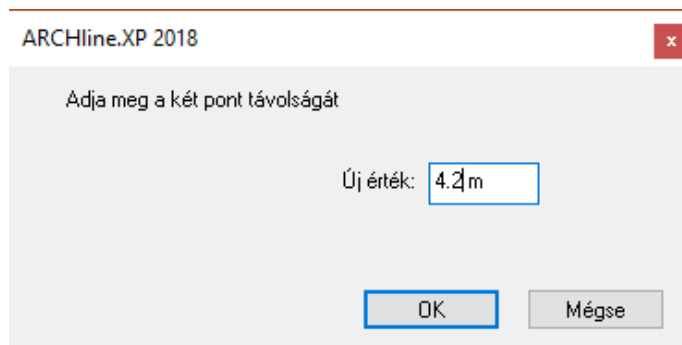 ARCHline.XP 2018
x
Adja meg a két pont távolságát
Új érték: 4.2 m
OK Mégse